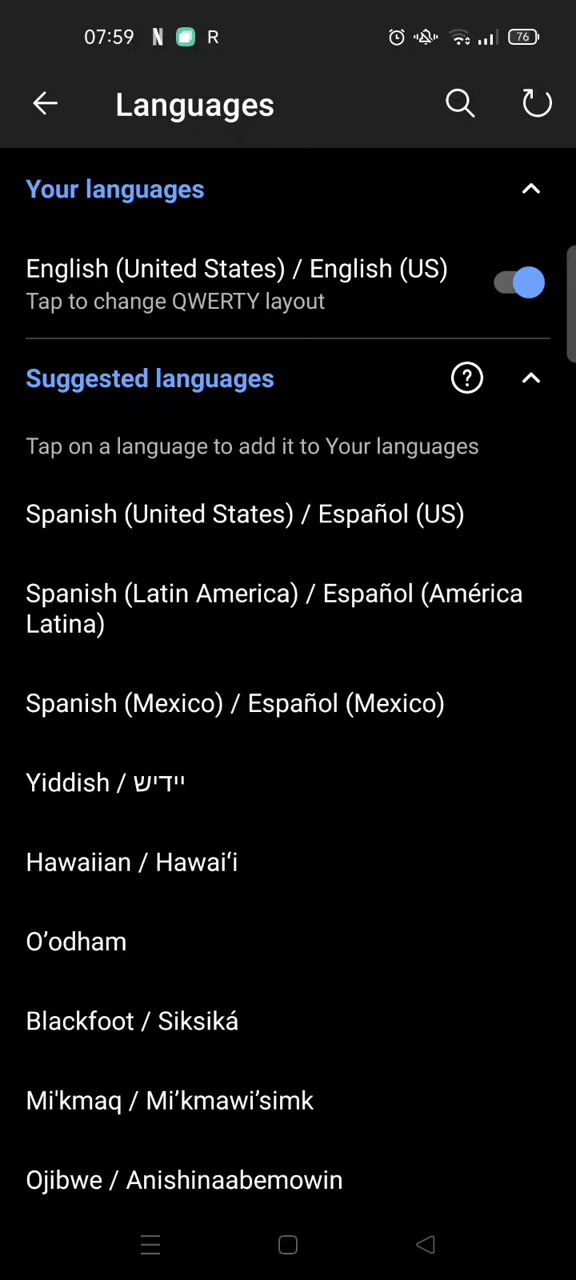 07:59 N R 76
Languages
Your languages
English (United States) / English (US)
Tap to change QWERTY layout
Suggested languages ?
Tap on a language to add it to Your languages
Spanish (United States) / Español (US)
Spanish (Latin America) / Español (América
Latina)
Spanish (Mexico) / Español (Mexico)
Yiddish / ייִדיש
Hawaiian / Hawaiʻi
O’odham
Blackfoot / Siksiká
Mi'kmaq / Mi’kmawi’simk
Ojibwe / Anishinaabemowin